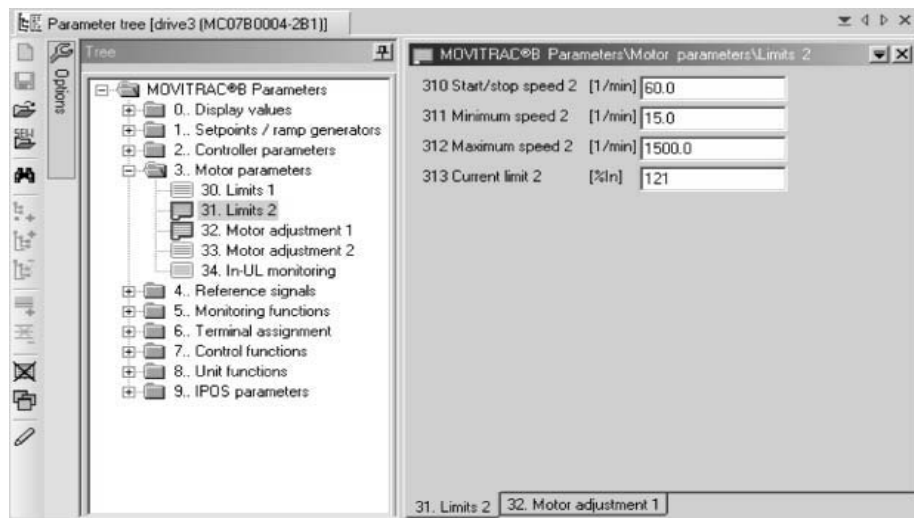 Parameter tree [drive3 (MC07B0004-2B1)]
Options
SEW
Tree
MOVITRAC®B Parameters
0.. Display values
1.. Setpoints / ramp generators
2.. Controller parameters
3.. Motor parameters
30. Limits 1
31. Limits 2
32. Motor adjustment 1
33. Motor adjustment 2
34. In-UL monitoring
4.. Reference signals
5.. Monitoring functions
6.. Terminal assignment
7.. Control functions
8.. Unit functions
9.. IPOS parameters
MOVITRAC®B Parameters\Motor parameters\Limits 2
310 Start/stop speed 2 [1/min] 60.0
311 Minimum speed 2 [1/min] 15.0
312 Maximum speed 2 [1/min] 1500.0
313 Current limit 2 [%In] 121
31. Limits 2 32. Motor adjustment 1